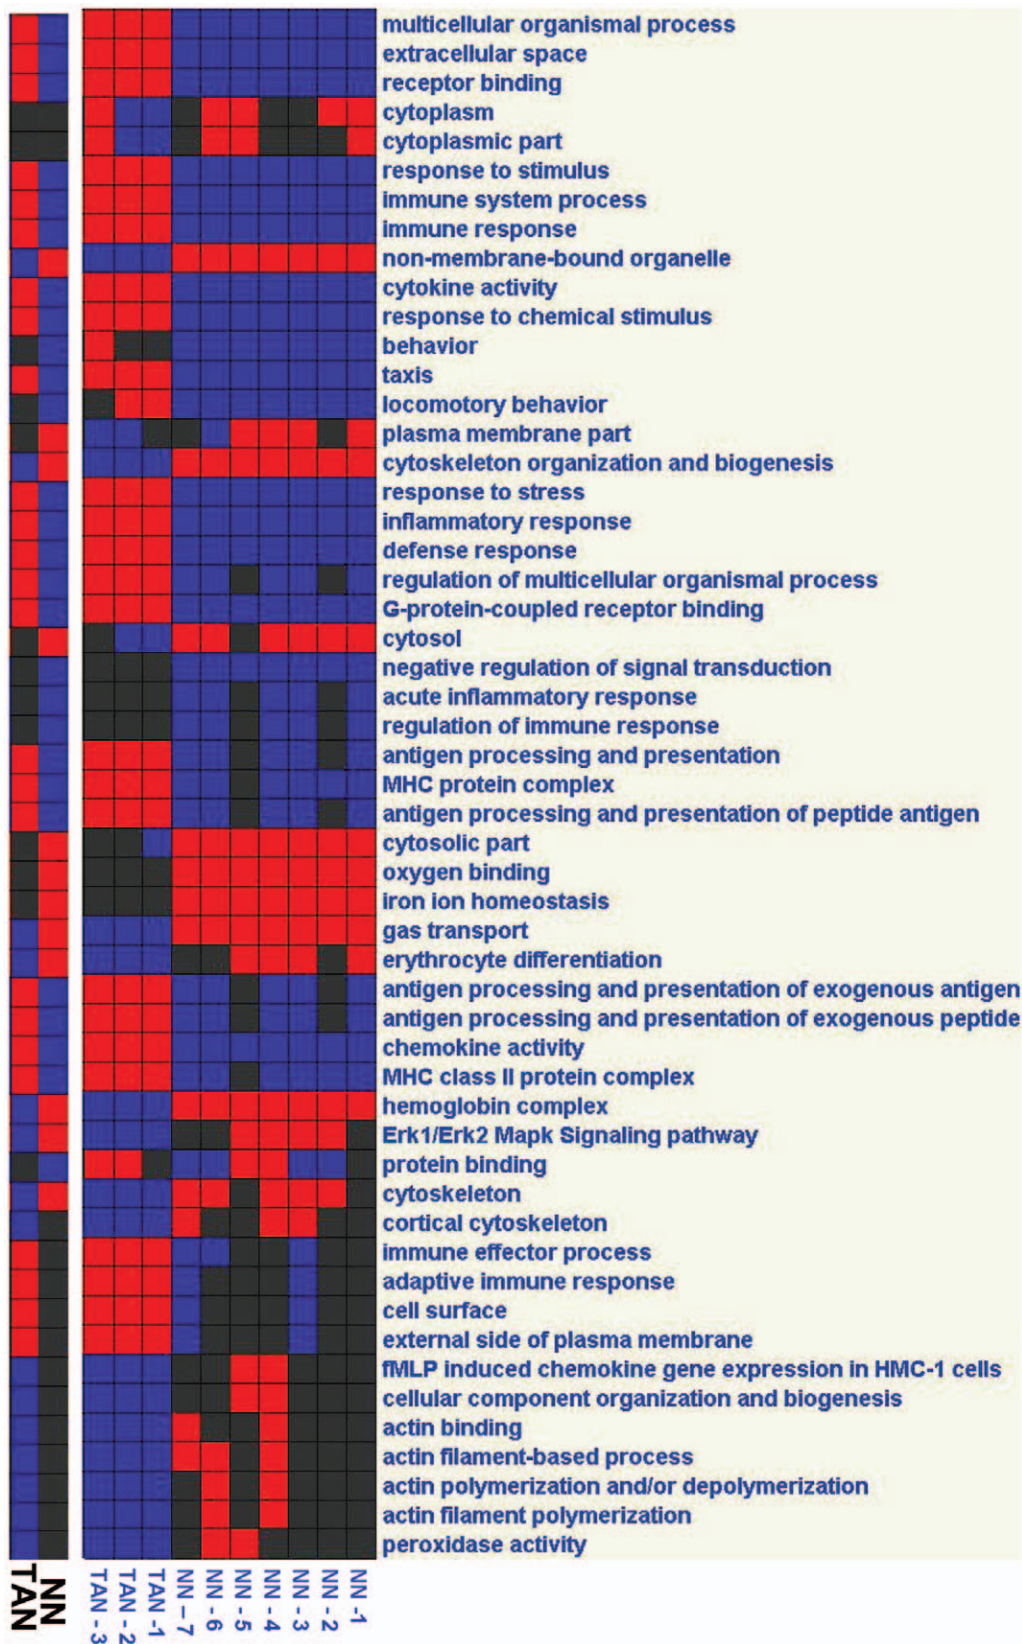 multicellular organismal process
extracellular space
receptor binding
cytoplasm
cytoplasmic part
response to stimulus
immune system process
immune response
non-membrane-bound organelle
cytokine activity
response to chemical stimulus
behavior
taxis
locomotory behavior
plasma membrane part
cytoskeleton organization and biogenesis
response to stress
inflammatory response
defense response
regulation of multicellular organismal process
G-protein-coupled receptor binding
cytosol
negative regulation of signal transduction
acute inflammatory response
regulation of immune response
antigen processing and presentation
MHC protein complex
antigen processing and presentation of peptide antigen
cytosolic part
oxygen binding
iron ion homeostasis
gas transport
erythrocyte differentiation
antigen processing and presentation of exogenous antigen
antigen processing and presentation of exogenous peptide
chemokine activity
MHC class II protein complex
hemoglobin complex
Erk1/Erk2 Mapk Signaling pathway
protein binding
cytoskeleton
cortical cytoskeleton
immune effector process
adaptive immune response
cell surface
external side of plasma membrane
fMLP induced chemokine gene expression in HMC-1 cells
cellular component organization and biogenesis
actin binding
actin filament-based process
actin polymerization and/or depolymerization
actin filament polymerization
peroxidase activity
TAN
NN
TAN - 3
TAN - 2
TAN -1
NN – 7
NN - 6
NN - 5
NN - 4
NN - 3
NN - 2
NN -1